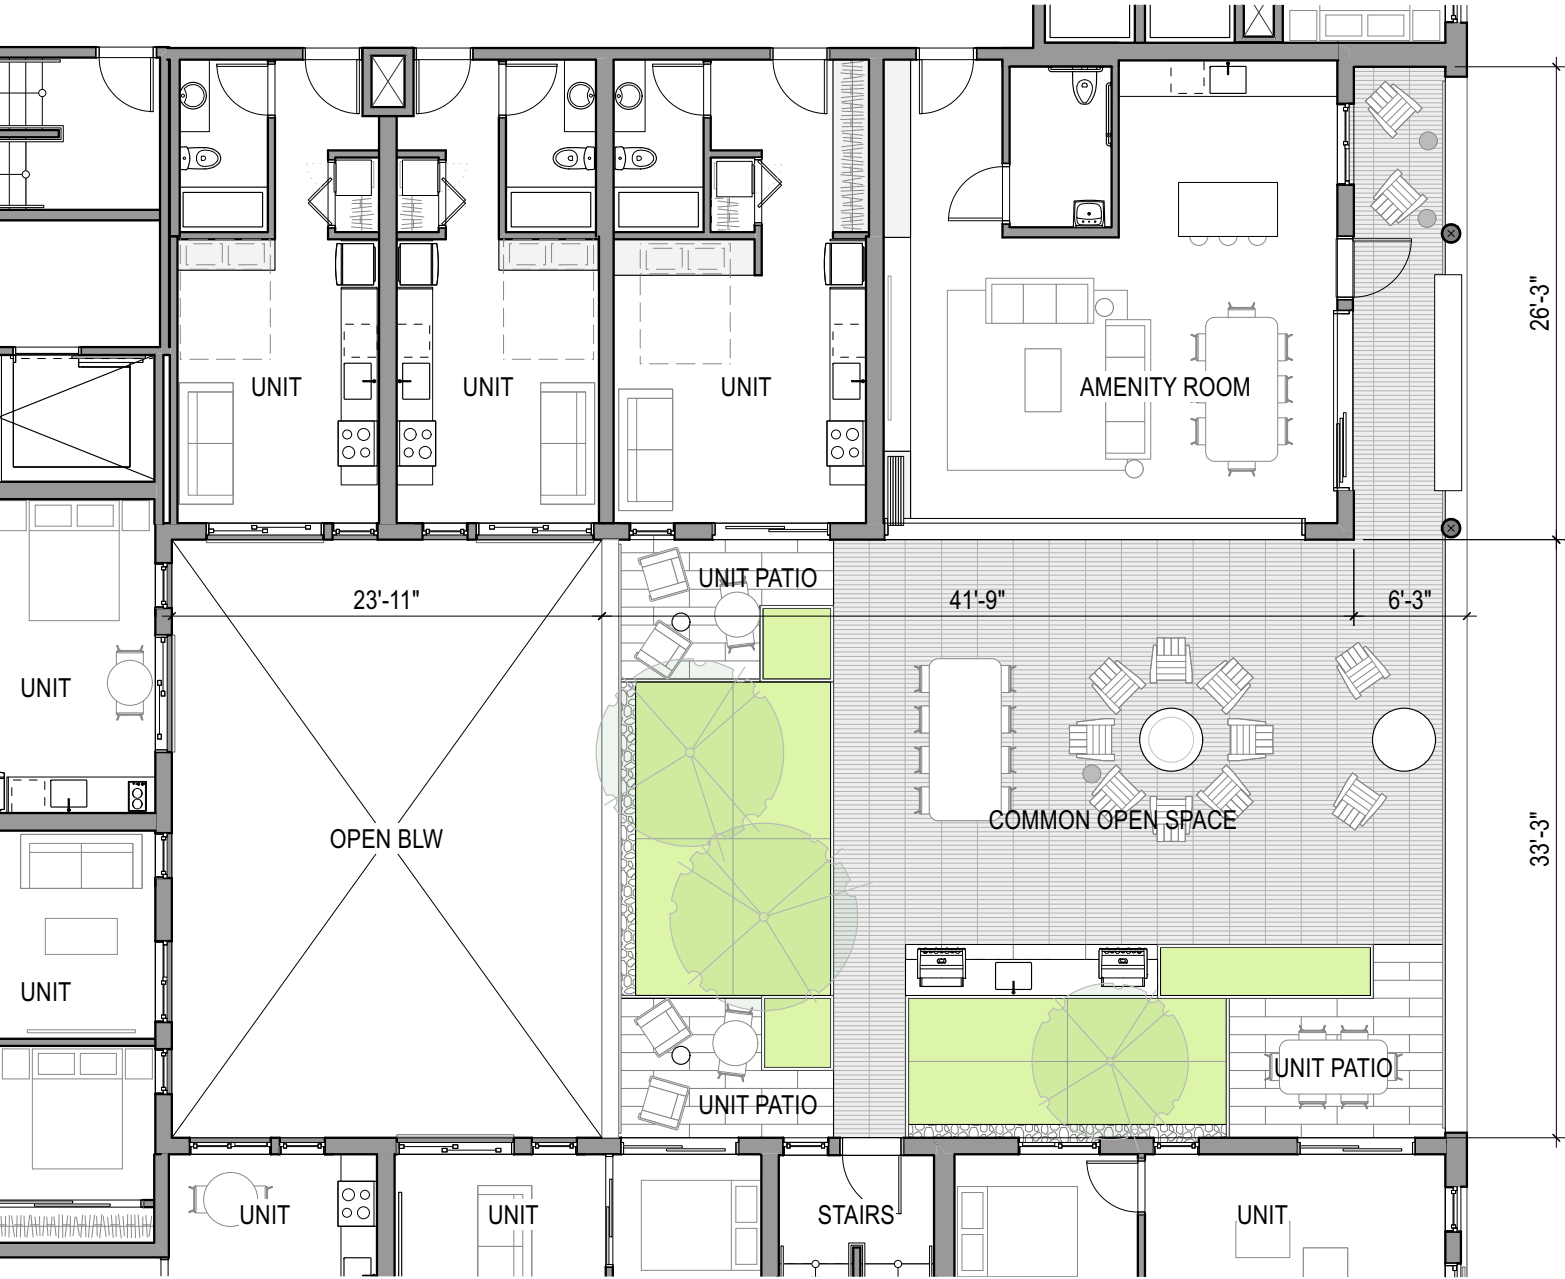 26'-3"
UNIT
UNIT
UNIT
AMENITY ROOM
UNIT PATIO
23'-11"
41'-9"
6'-3"
UNIT
COMMON OPEN SPACE
OPEN BLW
33'-3"
UNIT
UNIT PATIO
UNIT PATIO
UNIT
UNIT
STAIRS
UNIT